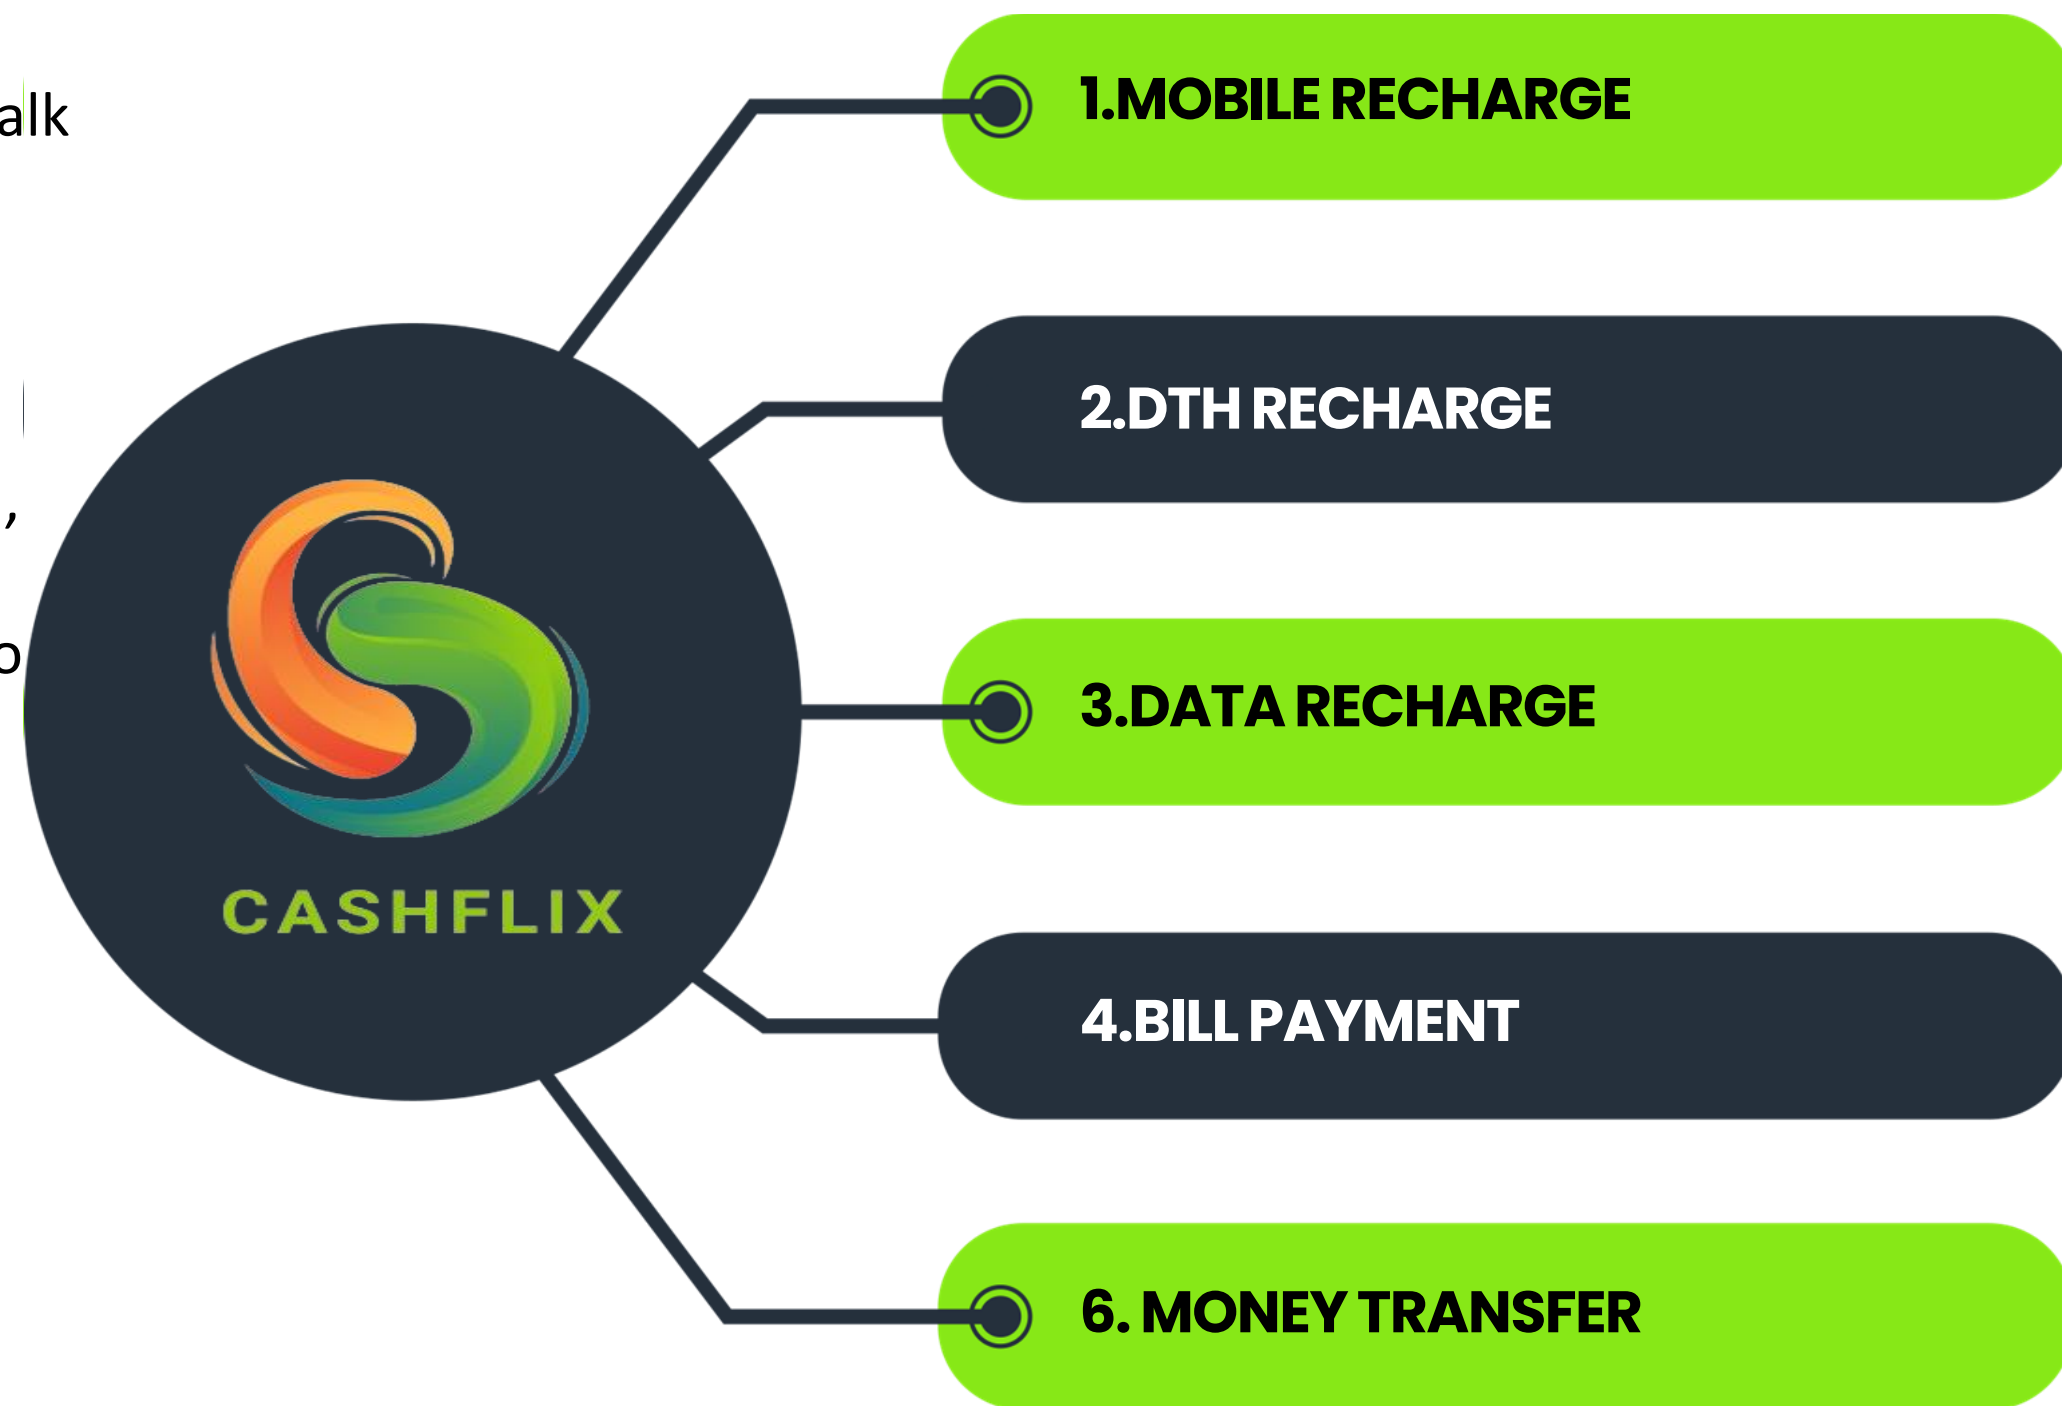 alk
,
o
CASHFLIX
1.MOBILE RECHARGE
2.DTH RECHARGE
3.DATA RECHARGE
4.BILL PAYMENT
6. MONEY TRANSFER